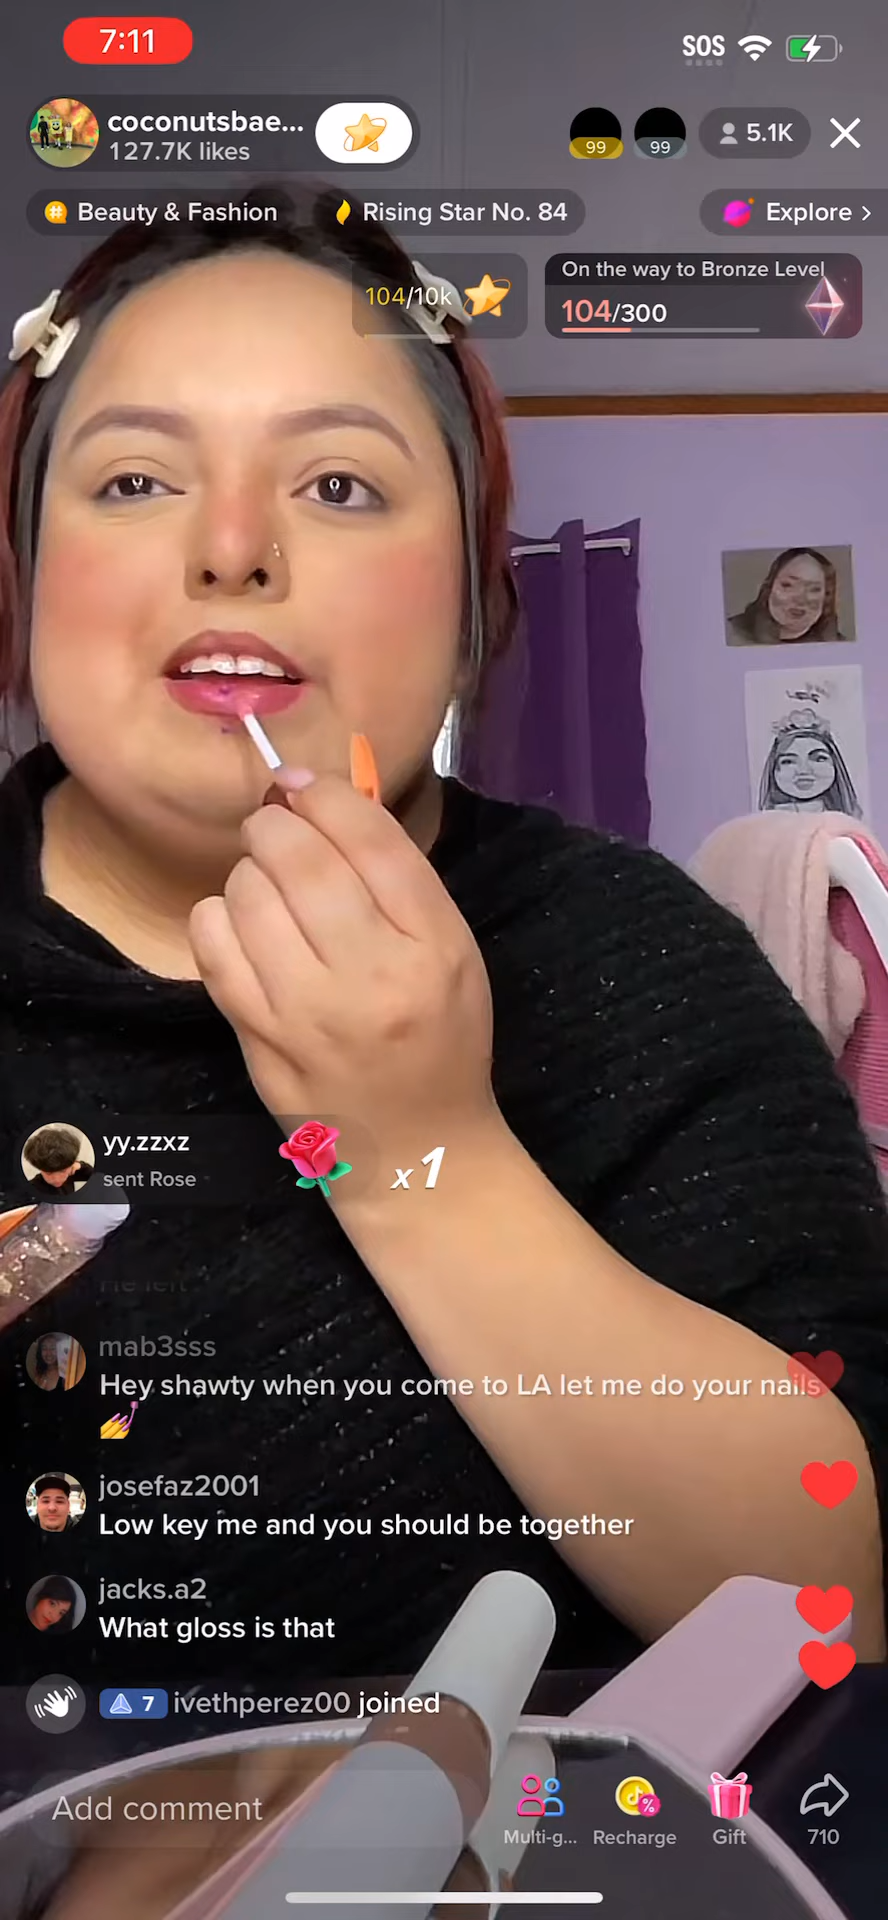 7:11
SOS
coconutsbae...
127.7K likes
99
99
5.1K
Beauty & Fashion
Rising Star No. 84
Explore >
104/10k
On the way to Bronze Level
104/300
yy.zzxz
sent Rose
x1
He left
mab3sss
Hey shawty when you come to LA let me do your nails
josefaz2001
Low key me and you should be together
jacks.a2
What gloss is that
7 ivethperez00 joined
Add comment
Multi-g...
Recharge
Gift
710